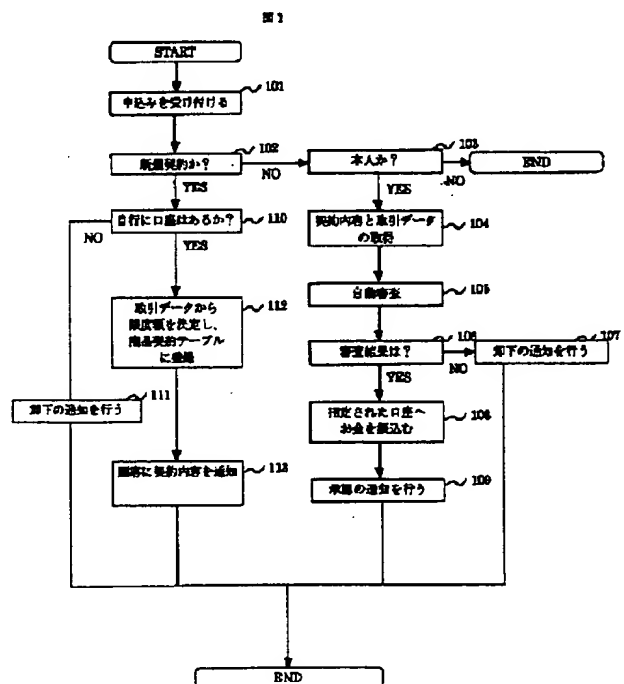 図2
START
申込みを受け付ける
101
新規契約か?
102
NO
YES
本人か?
103
NO
END
YES
自行に口座はあるか?
110
NO
YES
契約内容と取引データ
の取得
104
自動審査
105
取引データから
限度額を決定し、
商品契約テーブル
に登録
112
審査結果は?
106
NO
YES
却下の通知を行う
107
却下の通知を行う
111
指定された口座へ
お金を振込む
108
顧客に契約内容を通知
113
承認の通知を行う
109
END